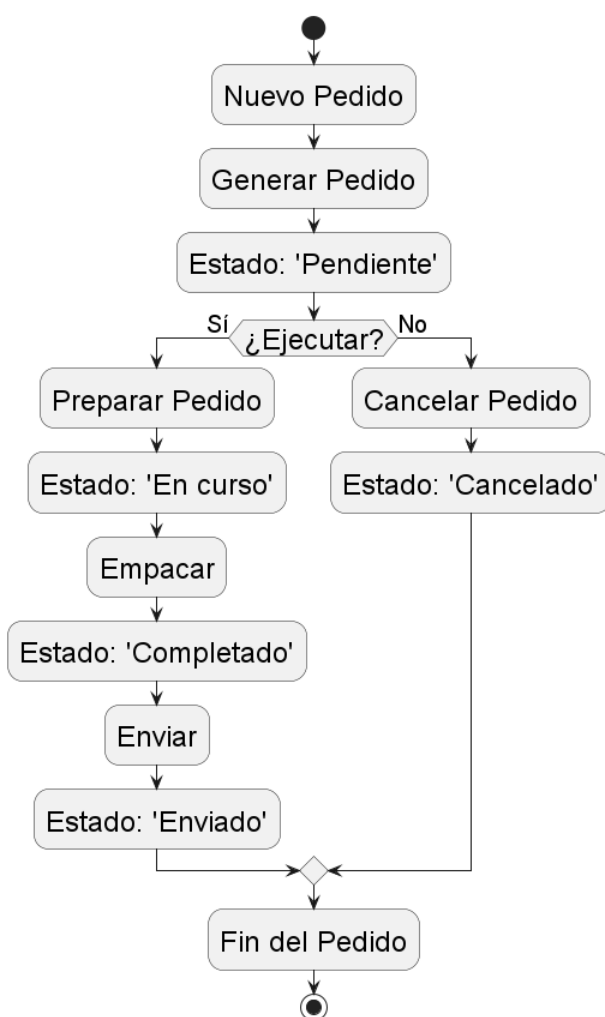 Nuevo Pedido
Generar Pedido
Estado: 'Pendiente'
Sí
¿Ejecutar?
No
Preparar Pedido
Cancelar Pedido
Estado: 'En curso'
Estado: 'Cancelado'
Empacar
Estado: 'Completado'
Enviar
Estado: 'Enviado'
Fin del Pedido